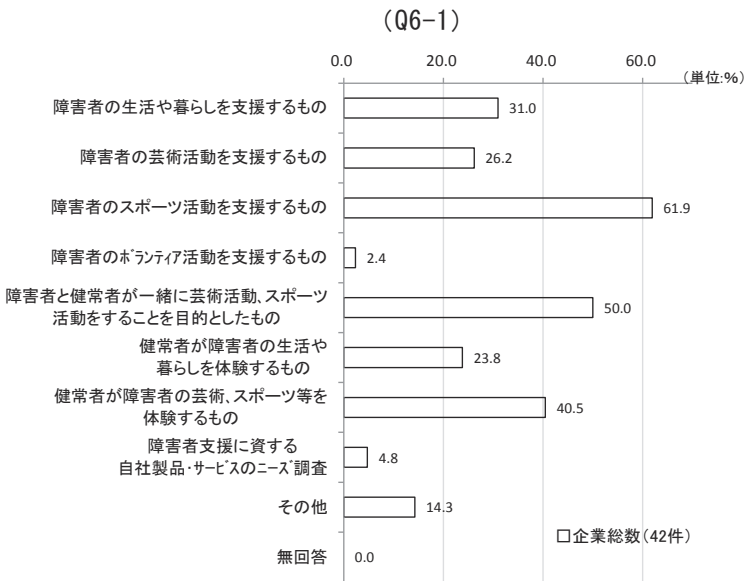 （Q6-1）
0.0 20.0 40.0 60.0
（単位:％）
障害者の生活や暮らしを支援するもの 31.0
障害者の芸術活動を支援するもの 26.2
障害者のスポーツ活動を支援するもの 61.9
障害者のﾎﾞﾗﾝﾃｨｱ活動を支援するもの 2.4
障害者と健常者が一緒に芸術活動、スポーツ
活動をすることを目的としたもの 50.0
健常者が障害者の生活や
暮らしを体験するもの 23.8
健常者が障害者の芸術、スポーツ等を
体験するもの 40.5
障害者支援に資する
自社製品･サｰビスのニｰズ調査 4.8
その他 14.3
企業総数（42件）
無回答 0.0